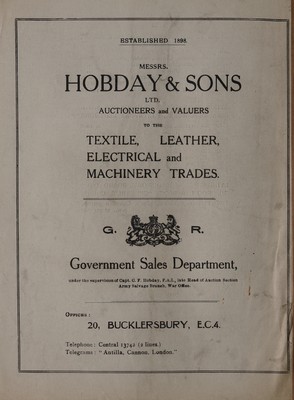 ESTABLISHED 1898.
MESSRS.
HOBDAY & SONS
LTD.
AUCTIONEERS and VALUERS
TO THE
TEXTILE, LEATHER,
ELECTRICAL and
MACHINERY TRADES.
G. R.
Government Sales Department,
under the supervision of Capt. G. F. Hobday, F.A.I., late Head of Auction Section
Army Salvage Branch, War Office.
OFFICES :
20, BUCKLERSBURY, E.C.4.
Telephone : Central 13742 (2 lines.)
Telegrams : "Antilla, Cannon, London."